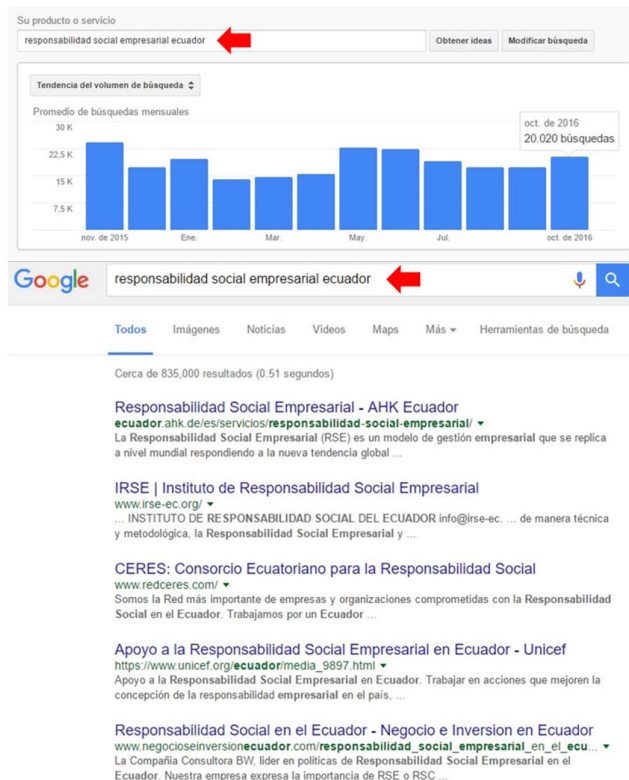 Su producto o servicio
responsabilidad social empresarial ecuador
Obtener ideas
Modificar búsqueda
Tendencia del volumen de búsqueda
Promedio de búsquedas mensuales
30 K
22,5 K
15 K
7,5 K
oct. de 2016
20.020 búsquedas
nov. de 2015
Ene.
Mar.
May.
Jul.
oct. de 2016
Google
responsabilidad social empresarial ecuador
Todos
Imágenes
Noticias
Videos
Maps
Más
Herramientas de búsqueda
Cerca de 835,000 resultados (0.51 segundos)
Responsabilidad Social Empresarial - AHK Ecuador
ecuador.ahk.de/es/servicios/responsabilidad-social-empresarial/
La Responsabilidad Social Empresarial (RSE) es un modelo de gestión empresarial que se replica
a nivel mundial respondiendo a la nueva tendencia global ...
IRSE | Instituto de Responsabilidad Social Empresarial
www.irse-ec.org/
... INSTITUTO DE RESPONSABILIDAD SOCIAL DEL ECUADOR info@irse-ec. ... de manera técnica
y metodológica, la Responsabilidad Social Empresarial y ...
CERES: Consorcio Ecuatoriano para la Responsabilidad Social
www.redceres.com/
Somos la Red más importante de empresas y organizaciones comprometidas con la Responsabilidad
Social en el Ecuador. Trabajamos por un Ecuador ...
Apoyo a la Responsabilidad Social Empresarial en Ecuador - Unicef
https://www.unicef.org/ecuador/media_9897.html
Apoyo a la Responsabilidad Social Empresarial en Ecuador. Trabajar en acciones que mejoren la
concepción de la responsabilidad empresarial en el país, ...
Responsabilidad Social en el Ecuador - Negocio e Inversion en Ecuador
www.negocioseinversionecuador.com/responsabilidad_social_empresarial_en_el_ecu...
La Compañia Consultora BW, lider en políticas de Responsabilidad Social Empresarial en el
Ecuador. Nuestra empresa expresa la importancia de RSE o RSC ...